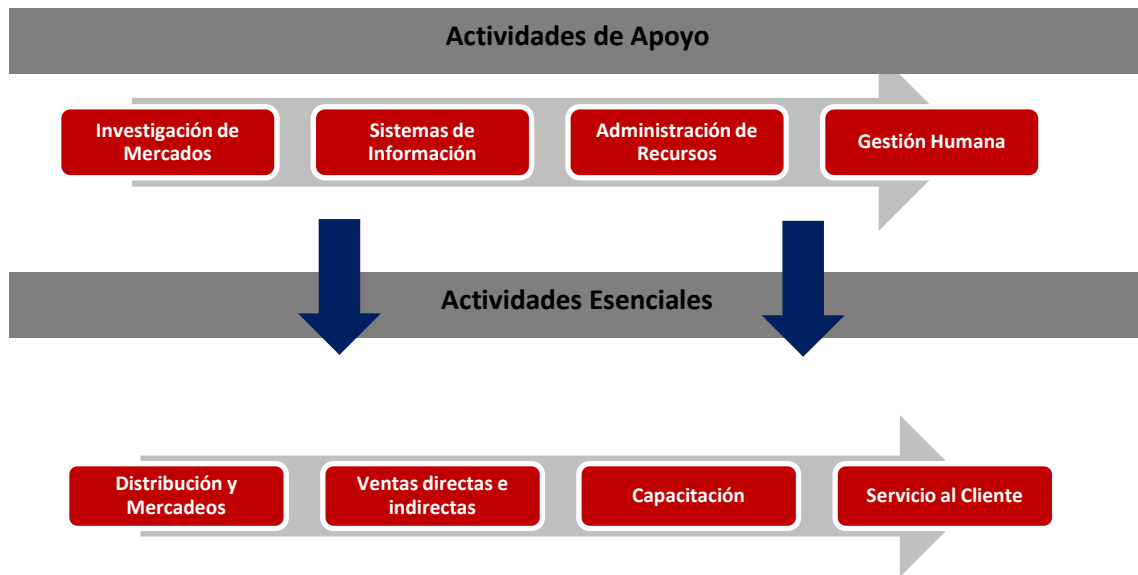 Actividades de Apoyo
Investigación de
Mercados
Sistemas de
Información
Administración de
Recursos
Gestión Humana
Actividades Esenciales
Distribución y
Mercadeos
Ventas directas e
indirectas
Capacitación
Servicio al Cliente